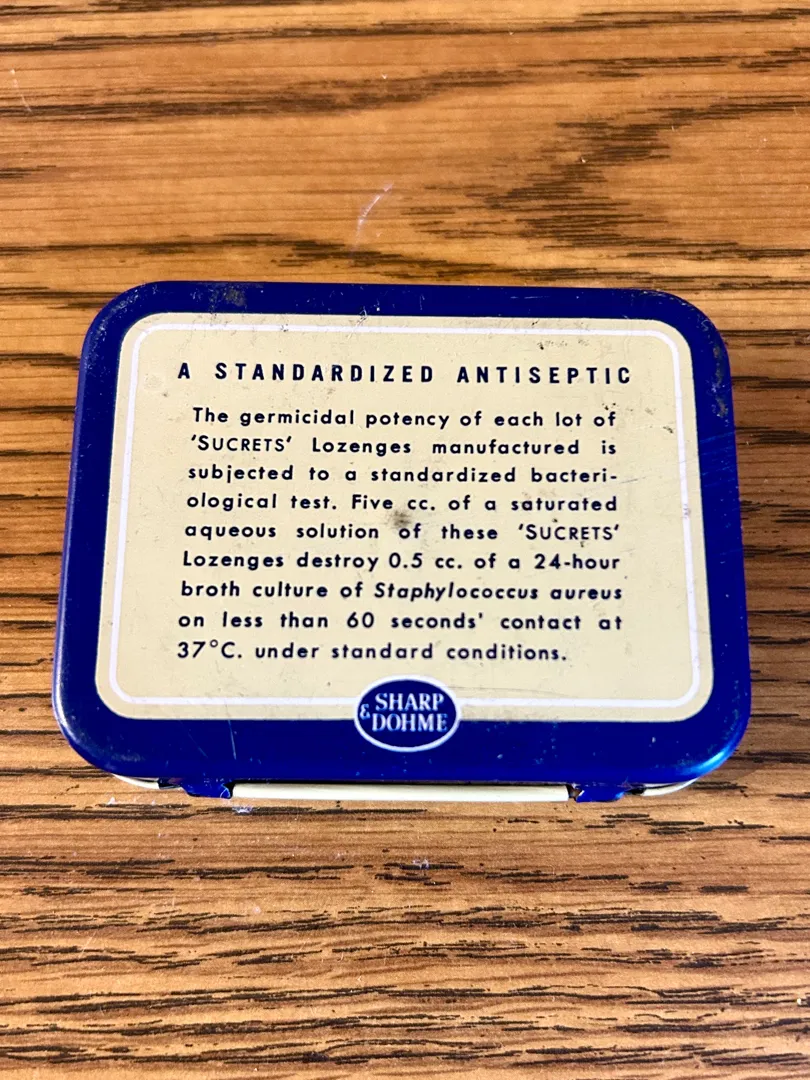 A STANDARDIZED ANTISEPTIC
The germicidal potency of each lot of
'SUCRETS' Lozenges manufactured is
subjected to a standardized bacteri-
ological test. Five cc. of a saturated
aqueous solution of these 'SUCRETS'
Lozenges destroy 0.5 cc. of a 24-hour
broth culture of Staphylococcus aureus
on less than 60 seconds' contact at
37°C. under standard conditions.
SHARP
& DOHME